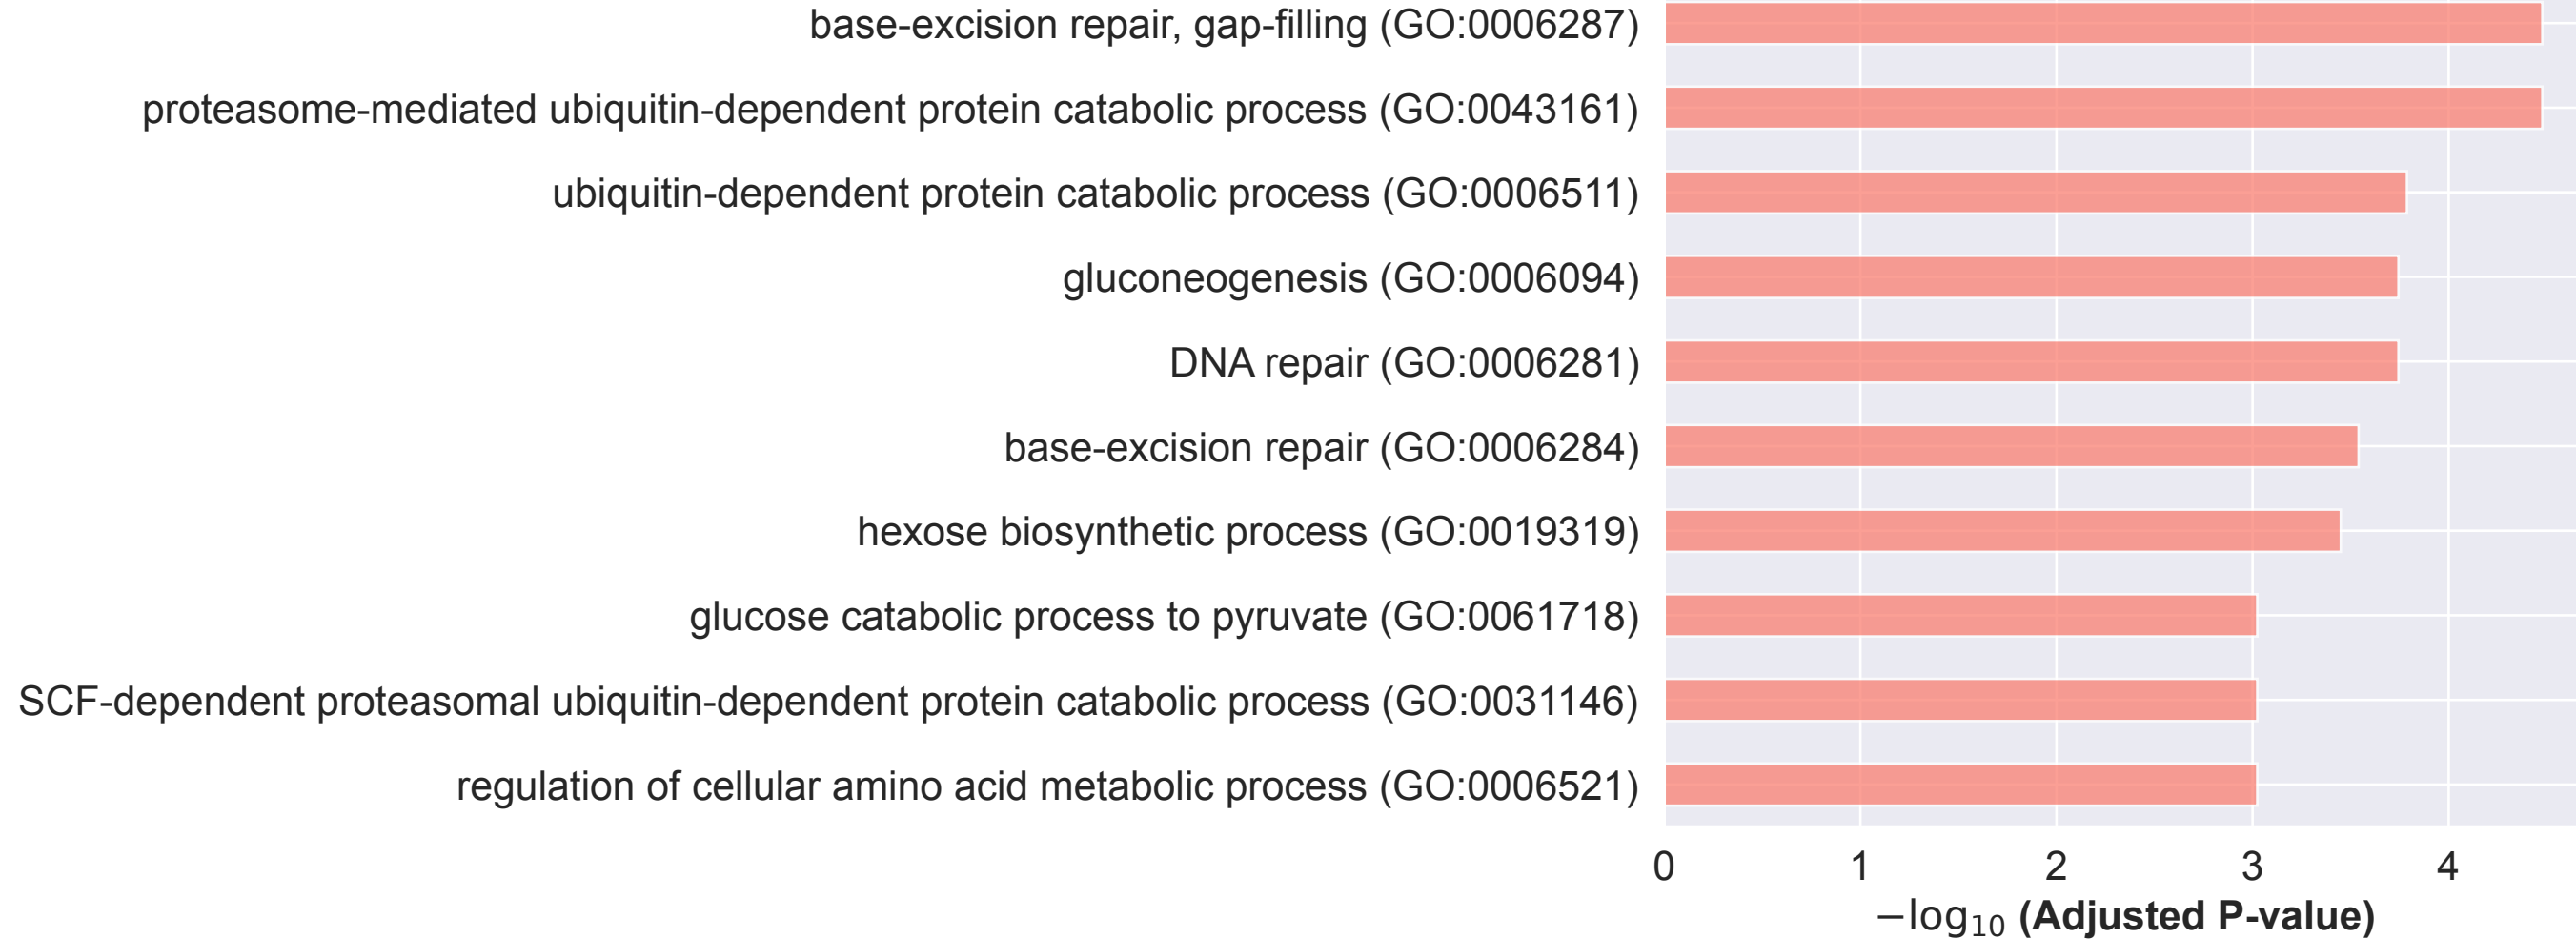 base-excision repair, gap-filling (GO:0006287)
proteasome-mediated ubiquitin-dependent protein catabolic process (GO:0043161)
ubiquitin-dependent protein catabolic process (GO:0006511)
gluconeogenesis (GO:0006094)
DNA repair (GO:0006281)
base-excision repair (GO:0006284)
hexose biosynthetic process (GO:0019319)
glucose catabolic process to pyruvate (GO:0061718)
SCF-dependent proteasomal ubiquitin-dependent protein catabolic process (GO:0031146)
regulation of cellular amino acid metabolic process (GO:0006521)
0 1 2 3 4
−log₁₀ (Adjusted P-value)